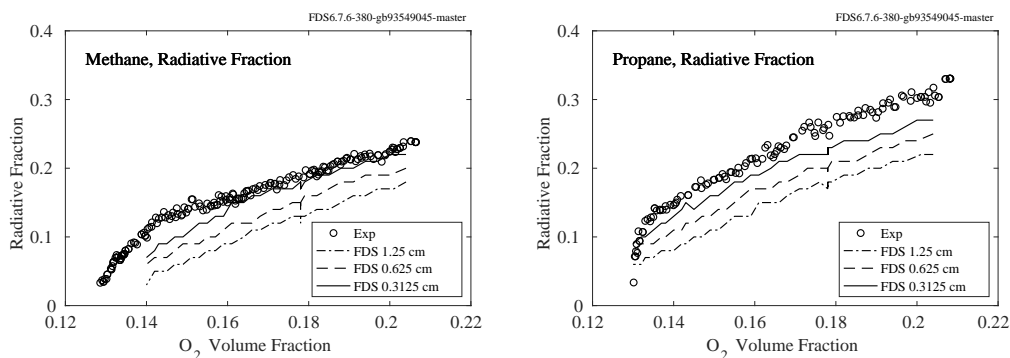 FDS6.7.6-380-gb93549045-master
Methane, Radiative Fraction
Radiative Fraction
0.4
0.3
0.2
0.1
0
Exp
FDS 1.25 cm
FDS 0.625 cm
FDS 0.3125 cm
0.12 0.14 0.16 0.18 0.2 0.22
O2 Volume Fraction
FDS6.7.6-380-gb93549045-master
Propane, Radiative Fraction
Radiative Fraction
0.4
0.3
0.2
0.1
0
Exp
FDS 1.25 cm
FDS 0.625 cm
FDS 0.3125 cm
0.12 0.14 0.16 0.18 0.2 0.22
O2 Volume Fraction